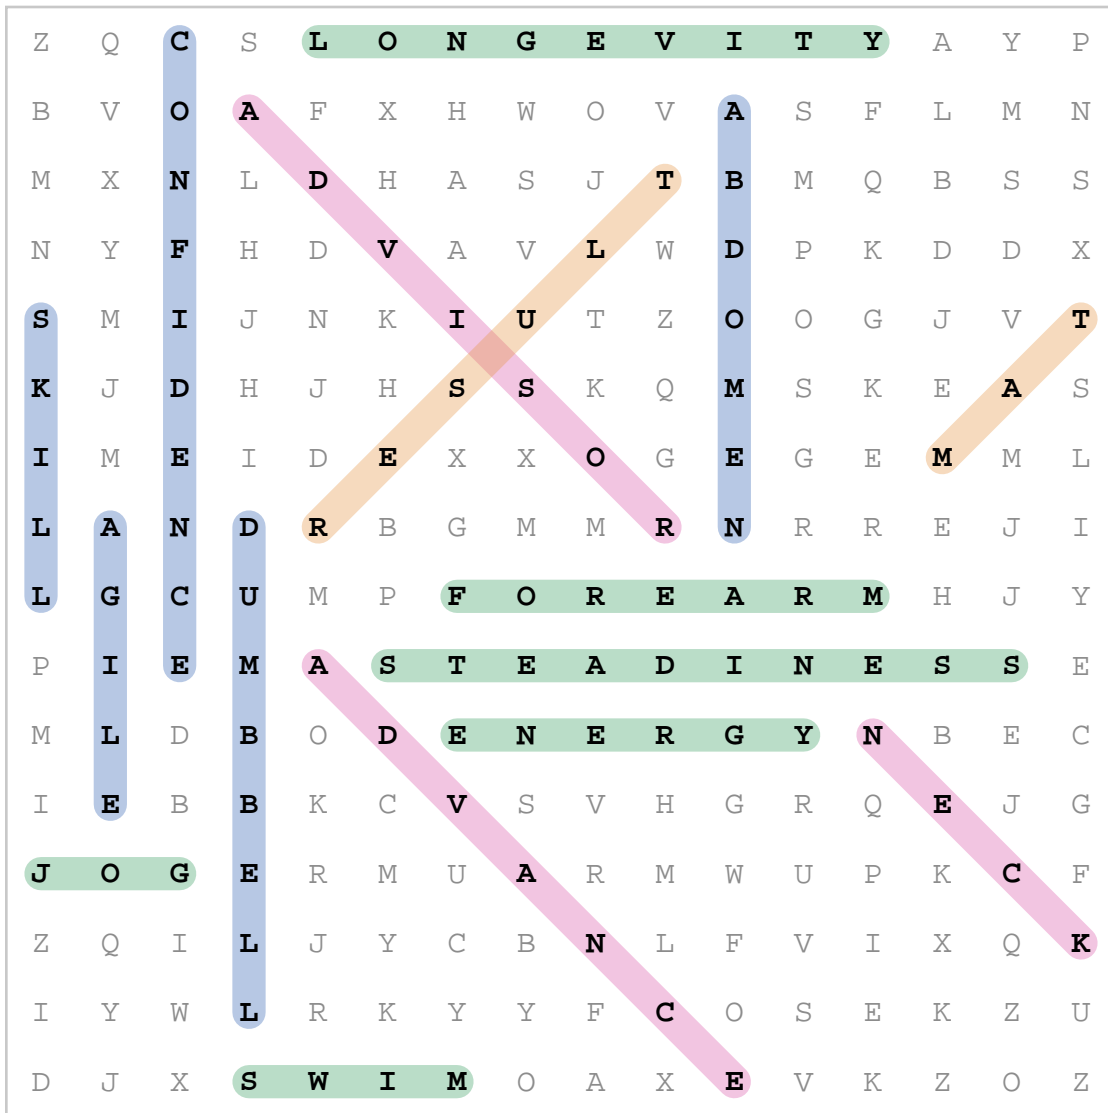 Z Q C S L O N G E V I T Y A Y P
B V O A F X H W O V A S F L M N
M X N L D H A S J T B M Q B S S
N Y F H D V A V L W D P K D D X
S M I J N K I U T Z O O G J V T
K J D H J H S S K Q M S K E A S
I M E I D E X X O G E G E M M L
L A N D R B G M M R N R R E J I
L G C U M P F O R E A R M H J Y
P I E M A S T E A D I N E S S E
M L D B O D E N E R G Y N B E C
I E B B K C V S V H G R Q E J G
J O G E R M U A R M W U P K C F
Z Q I L J Y C B N L F V I X Q K
I Y W L R K Y Y F C O S E K Z U
D J X S W I M O A X E V K Z O Z